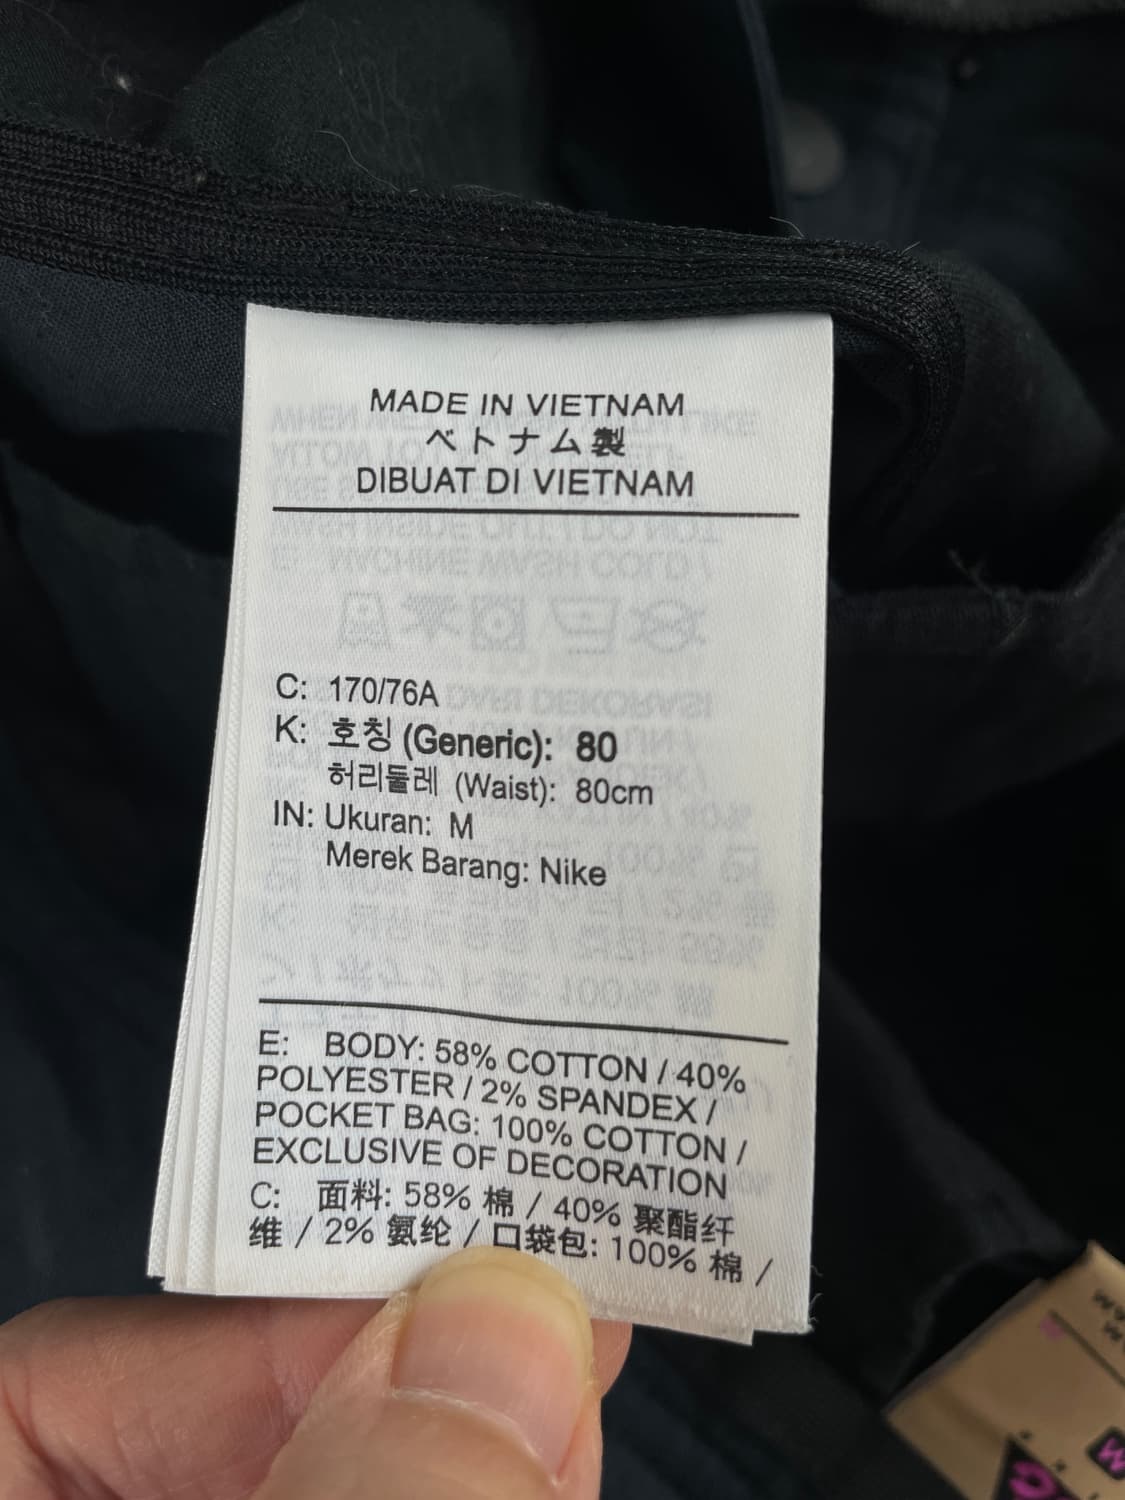 MADE IN VIETNAM
ベトナム製
DIBUAT DI VIETNAM
C: 170/76A
K: 호칭 (Generic): 80
허리둘레 (Waist): 80cm
IN: Ukuran: M
Merek Barang: Nike
E: BODY: 58% COTTON / 40%
POLYESTER / 2% SPANDEX /
POCKET BAG: 100% COTTON /
EXCLUSIVE OF DECORATION
C: 面料: 58% 棉 / 40% 聚酯纤
维 / 2% 氨纶 / 口袋包: 100% 棉 /